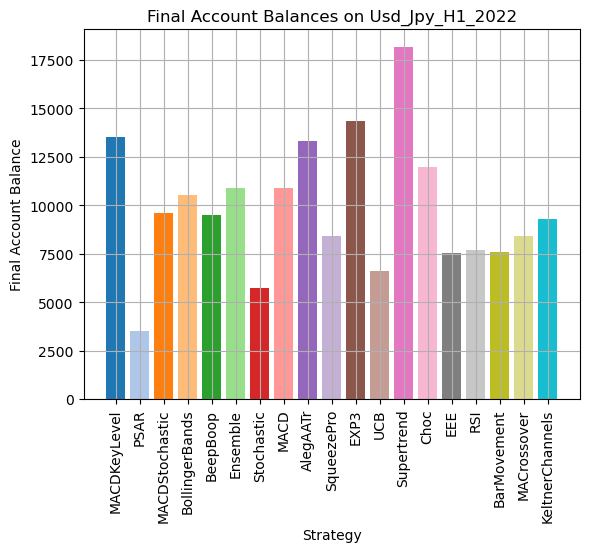 Final Account Balances on Usd_Jpy_H1_2022
Final Account Balance
17500
15000
12500
10000
7500
5000
2500
0
MACDKeyLevel
PSAR
MACDStochastic
BollingerBands
BeepBoop
Ensemble
Stochastic
MACD
AlegAATr
SqueezePro
EXP3
UCB
Supertrend
Choc
EEE
RSI
BarMovement
MACrossover
KeltnerChannels
Strategy